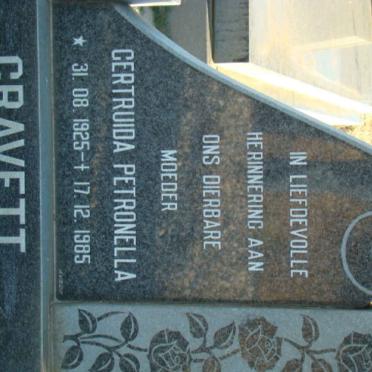 IN LIEFDEVOLLE
HERINNERING AAN
ONS DIERBARE
MOEDER
GERTRUIDA PETRONELLA
★ 31. 08. 1925 - ✝ 17. 12. 1985
GRAVETT